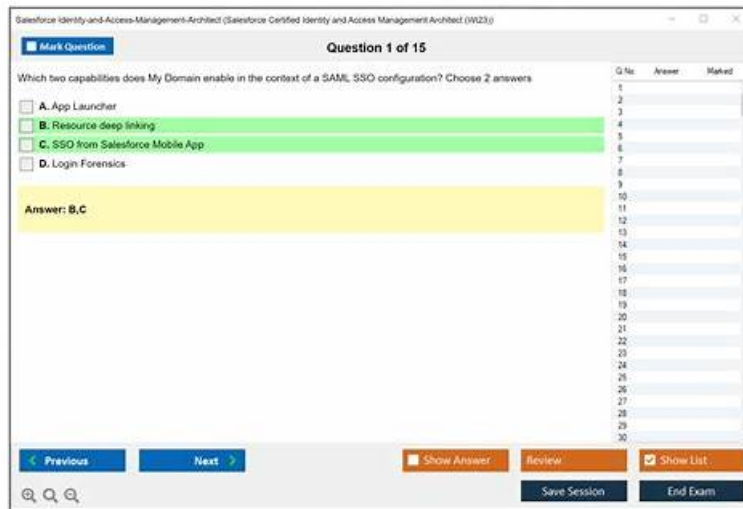 Salesforce Identity-and-Access-Management-Architect (Salesforce Certified Identity and Access Management Architect (WI23))
Mark Question
Question 1 of 15
Which two capabilities does My Domain enable in the context of a SAML SSO configuration? Choose 2 answers
A. App Launcher
B. Resource deep linking
C. SSO from Salesforce Mobile App
D. Login Forensics
Answer: B,C
Q.No Answer Marked
1
2
3
4
5
6
7
8
9
10
11
12
13
14
15
16
17
18
19
20
21
22
23
24
25
26
27
28
29
30
Previous
Next
Show Answer
Review
Show List
Save Session
End Exam